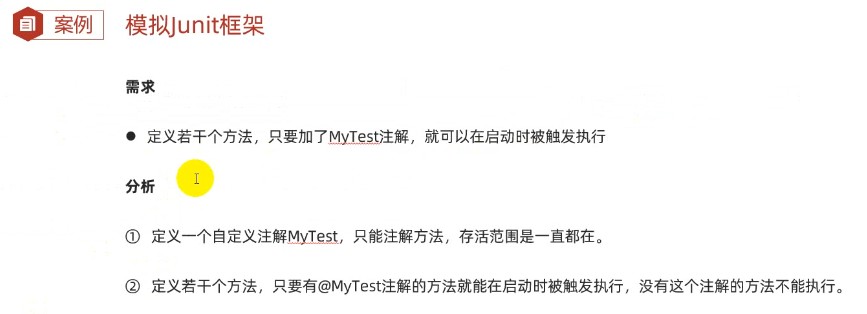 案例 模拟Junit框架
需求
● 定义若干个方法，只要加了MyTest注解，就可以在启动时被触发执行
分析
① 定义一个自定义注解MyTest，只能注解方法，存活范围是一直都在。
② 定义若干个方法，只要有@MyTest注解的方法就能在启动时被触发执行，没有这个注解的方法不能执行。